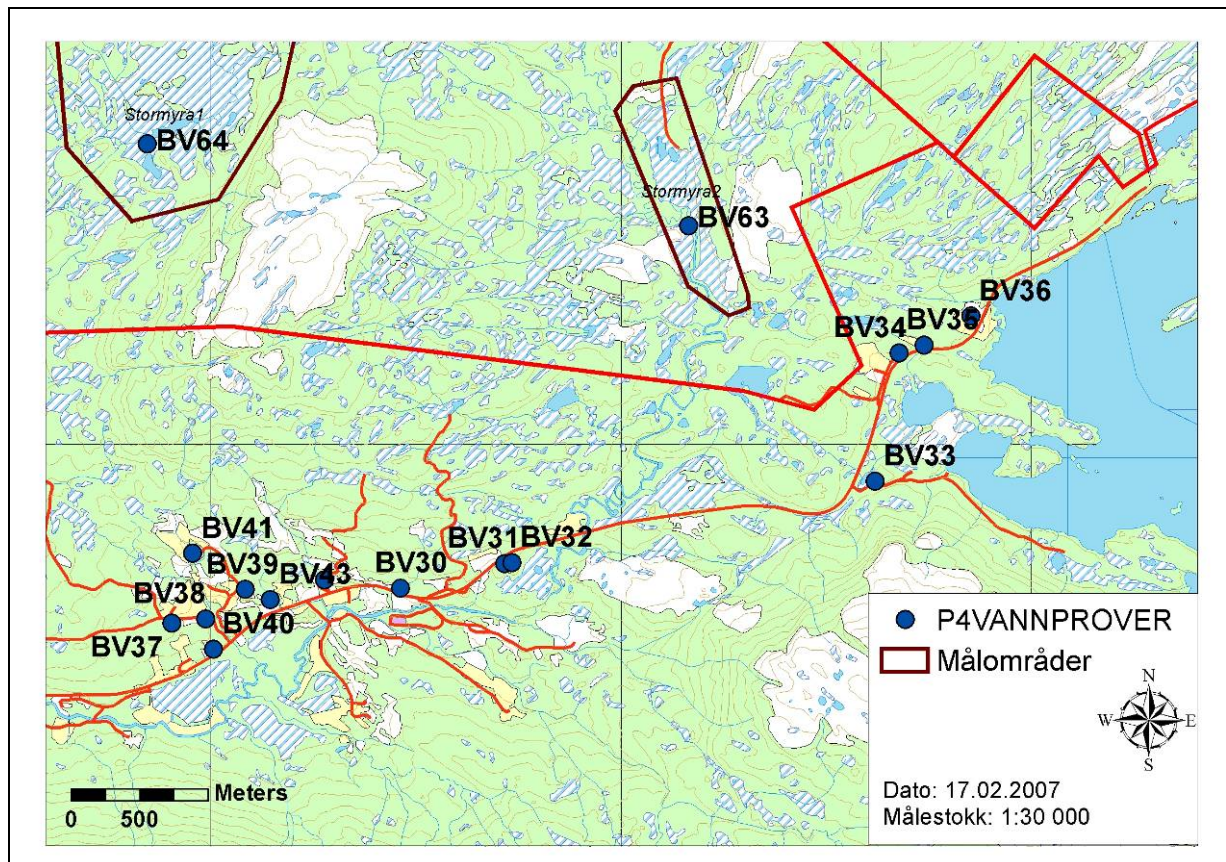 Stormyra1
BV64
Stormyra2
BV63
BV36
BV34
BV35
BV33
BV41
BV31
BV32
BV39
BV43
BV30
BV38
BV40
BV37
P4VANNPRØVER
Målområder
N
W
E
S
Meters
0 500
Dato: 17.02.2007
Målestokk: 1:30 000